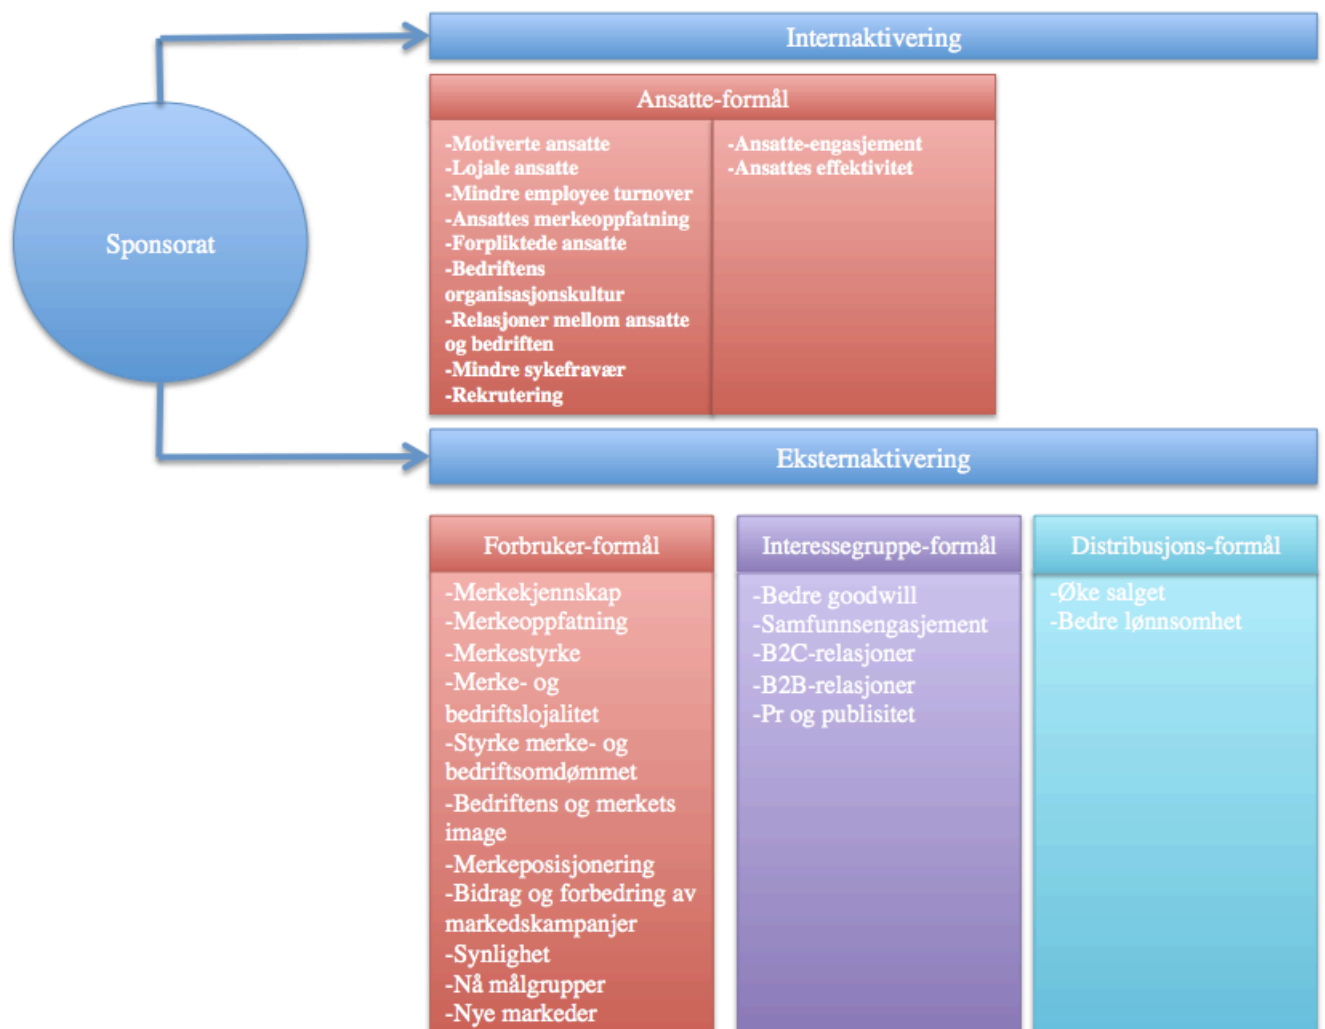 Sponsorat
Internaktivering
Ansatte-formål
-Motiverte ansatte
-Lojale ansatte
-Mindre employee turnover
-Ansattes merkeoppfatning
-Forpliktede ansatte
-Bedriftens
organisasjonskultur
-Relasjoner mellom ansatte
og bedriften
-Mindre sykefravær
-Rekrutering
-Ansatte-engasjement
-Ansattes effektivitet
Eksternaktivering
Forbruker-formål
-Merkekjennskap
-Merkeoppfatning
-Merkestyrke
-Merke- og
bedriftslojalitet
-Styrke merke- og
bedriftsomdømmet
-Bedriftens og merkets
image
-Merkeposisjonering
-Bidrag og forbedring av
markedskampanjer
-Synlighet
-Nå målgrupper
-Nye markeder
Interessegruppe-formål
-Bedre goodwill
-Samfunnsengasjement
-B2C-relasjoner
-B2B-relasjoner
-Pr og publisitet
Distribusjons-formål
-Øke salget
-Bedre lønnsomhet